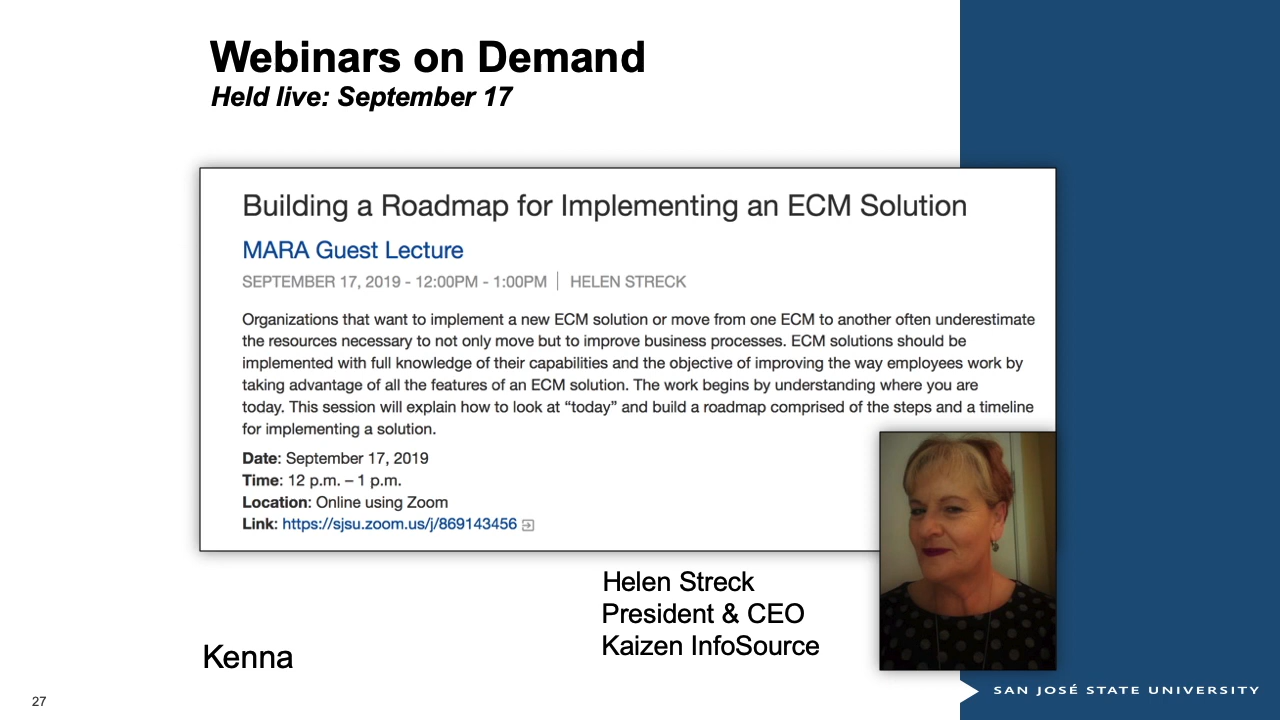 Webinars on Demand
Held live: September 17
Building a Roadmap for Implementing an ECM Solution
MARA Guest Lecture
SEPTEMBER 17, 2019 - 12:00PM - 1:00PM | HELEN STRECK
Organizations that want to implement a new ECM solution or move from one ECM to another often underestimate
the resources necessary to not only move but to improve business processes. ECM solutions should be
implemented with full knowledge of their capabilities and the objective of improving the way employees work by
taking advantage of all the features of an ECM solution. The work begins by understanding where you are
today. This session will explain how to look at “today” and build a roadmap comprised of the steps and a timeline
for implementing a solution.
Date: September 17, 2019
Time: 12 p.m. – 1 p.m.
Location: Online using Zoom
Link: https://sjsu.zoom.us/j/869143456
Helen Streck
President & CEO
Kaizen InfoSource
Kenna
27
SAN JOSÉ STATE UNIVERSITY